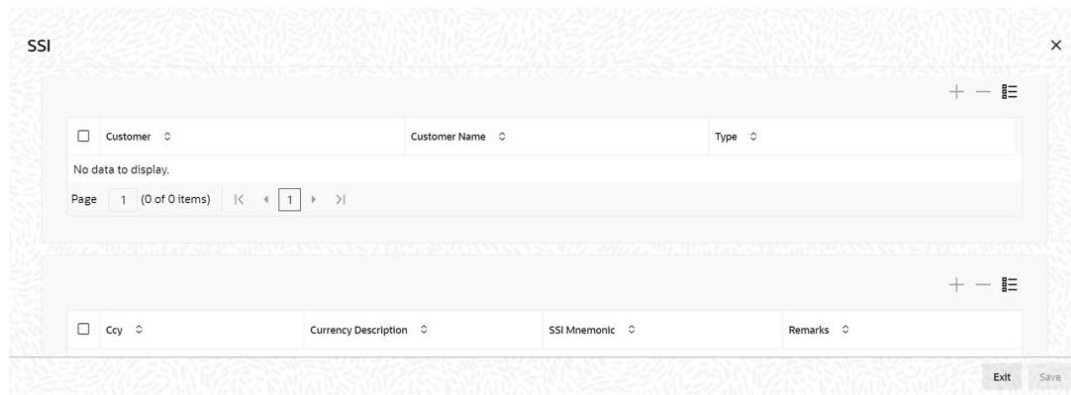 SSI
Customer Customer Name Type
No data to display.
Page 1 (0 of 0 items) 1
Ccy Currency Description SSI Mnemonic Remarks
Exit Save